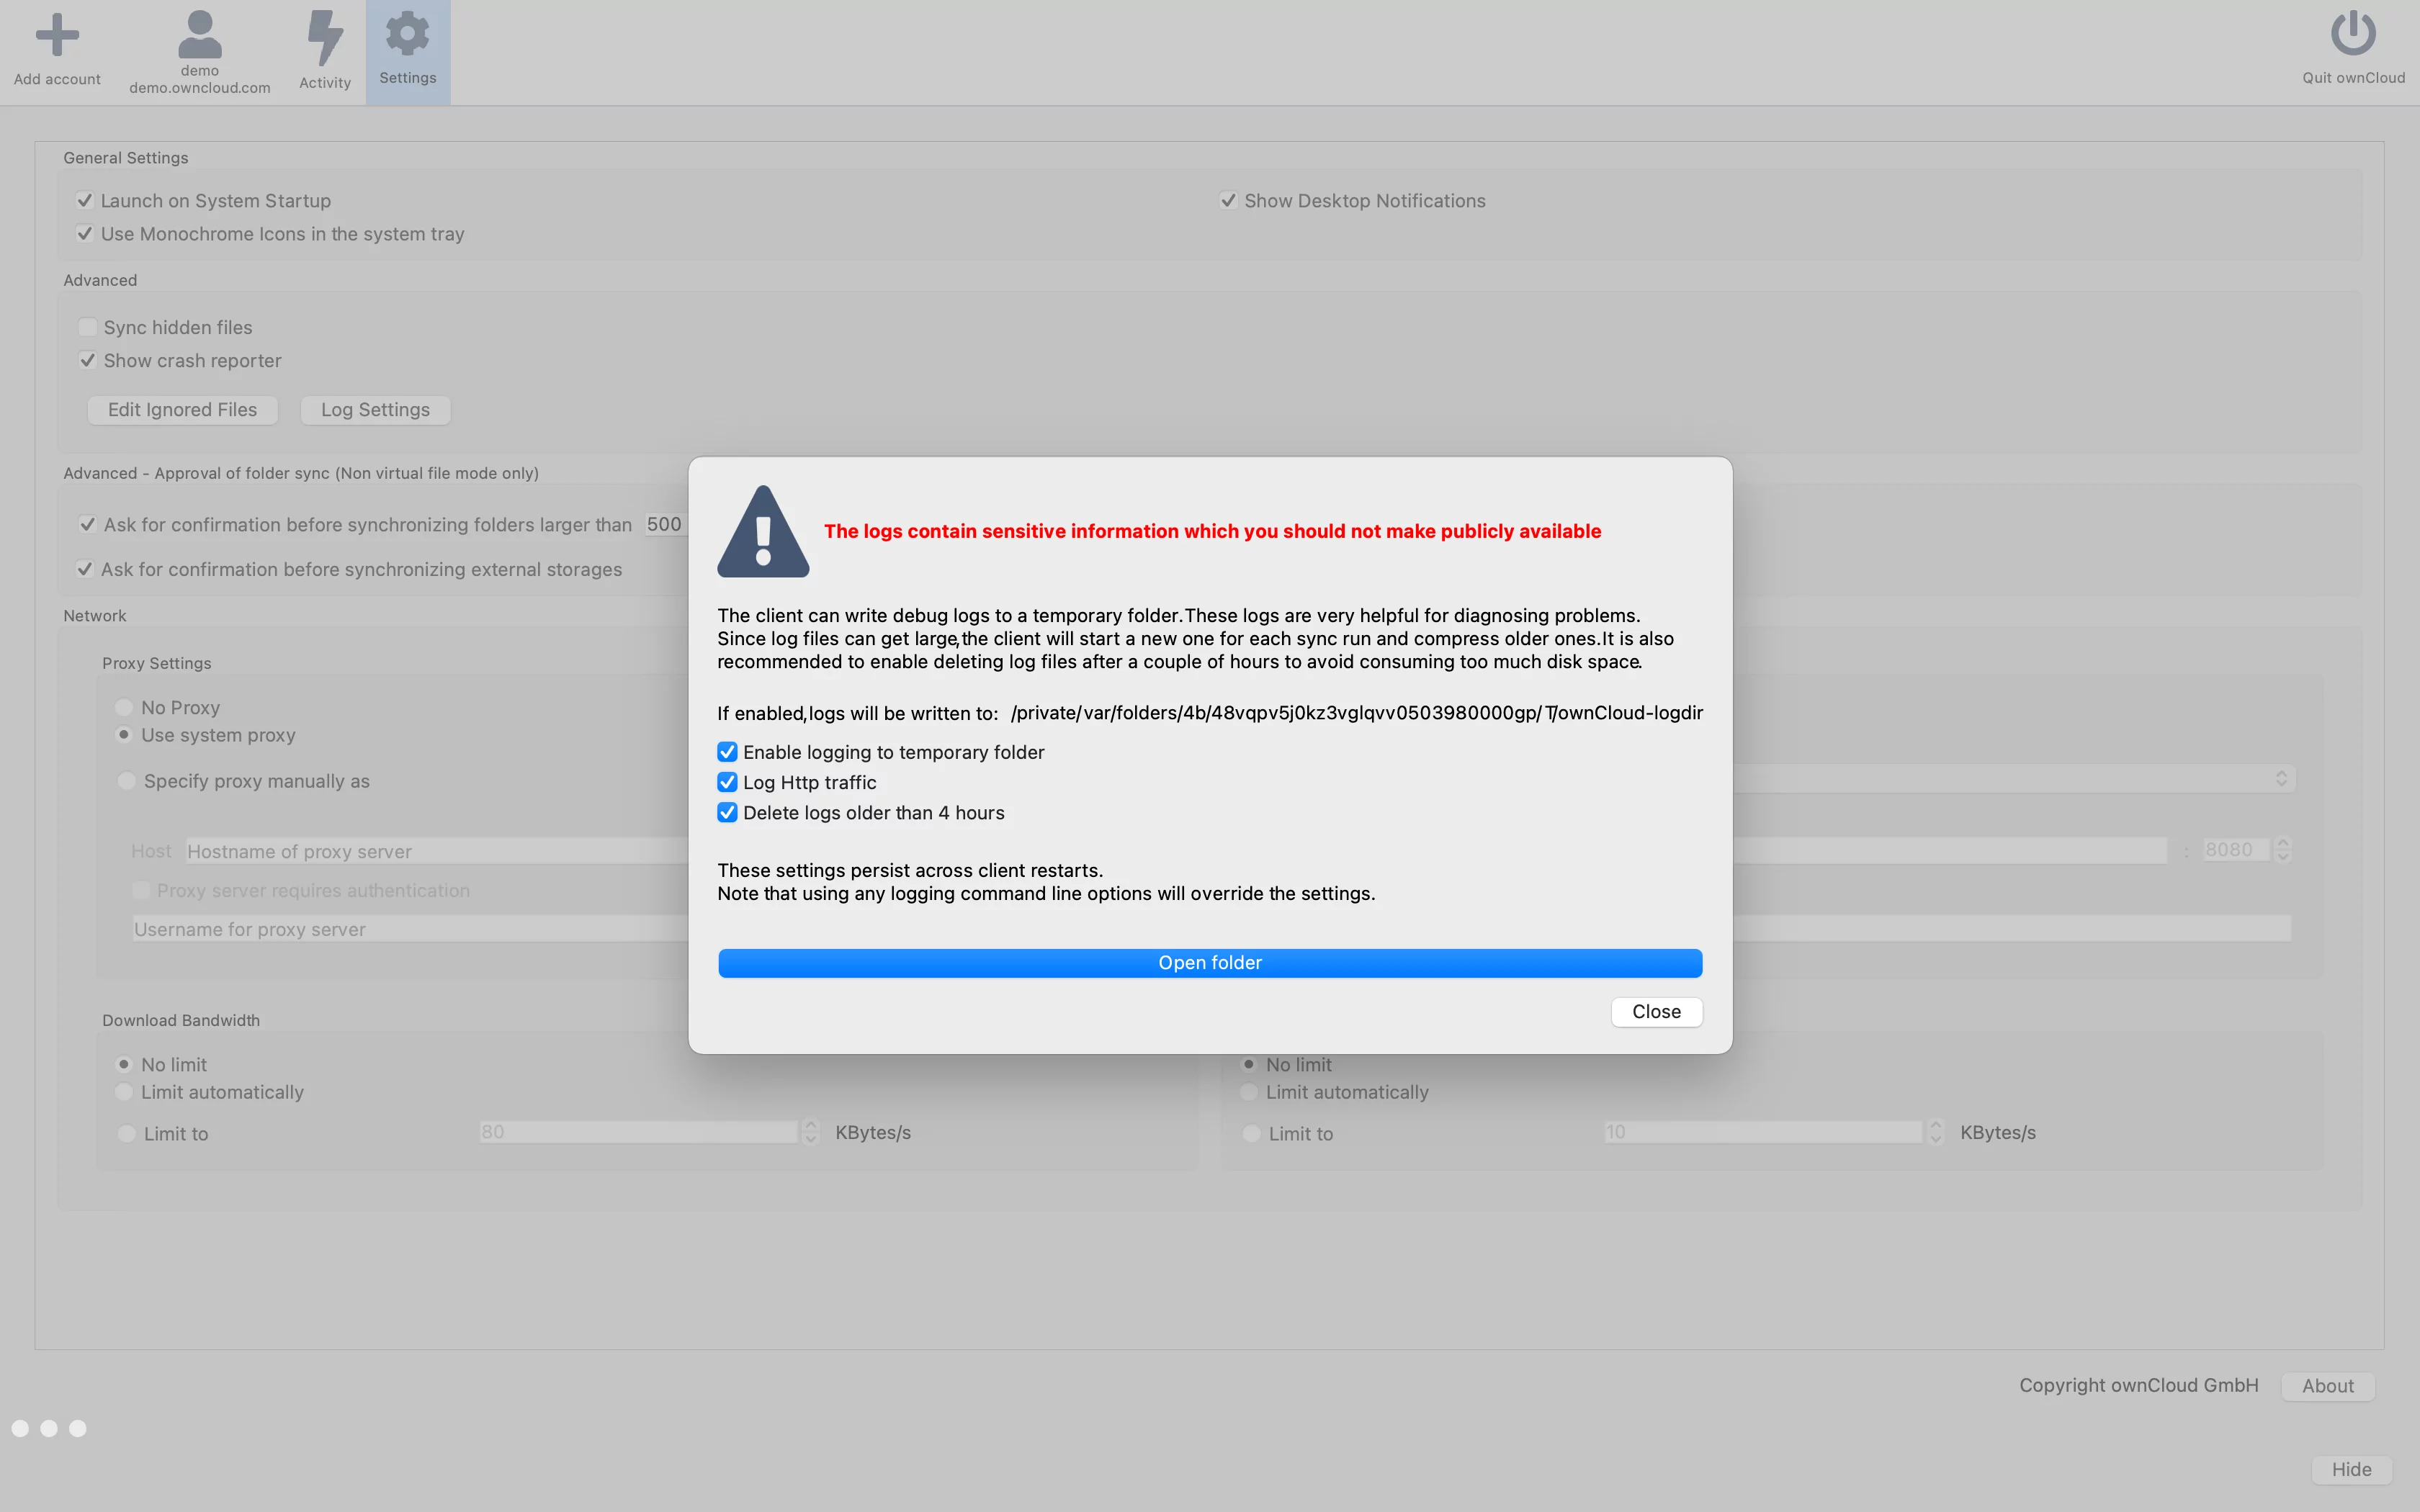 Add account
demo
demo.owncloud.com
Activity
Settings
Quit ownCloud
General Settings
Launch on System Startup
Show Desktop Notifications
Use Monochrome Icons in the system tray
Advanced
Sync hidden files
Show crash reporter
Edit Ignored Files
Log Settings
Advanced - Approval of folder sync (Non virtual file mode only)
Ask for confirmation before synchronizing folders larger than 500
Ask for confirmation before synchronizing external storages
The logs contain sensitive information which you should not make publicly available
The client can write debug logs to a temporary folder.These logs are very helpful for diagnosing problems.
Since log files can get large,the client will start a new one for each sync run and compress older ones.It is also
recommended to enable deleting log files after a couple of hours to avoid consuming too much disk space.
If enabled,logs will be written to: /private/var/folders/4b/48vqpv5j0kz3vglqvv0503980000gp/T/ownCloud-logdir
Enable logging to temporary folder
Log Http traffic
Delete logs older than 4 hours
These settings persist across client restarts.
Note that using any logging command line options will override the settings.
Open folder
Close
Network
Proxy Settings
No Proxy
Use system proxy
Specify proxy manually as
Host Hostname of proxy server : 8080
Proxy server requires authentication
Username for proxy server
Download Bandwidth
No limit
Limit automatically
Limit to 80 KBytes/s
No limit
Limit automatically
Limit to 10 KBytes/s
Copyright ownCloud GmbH
About
Hide